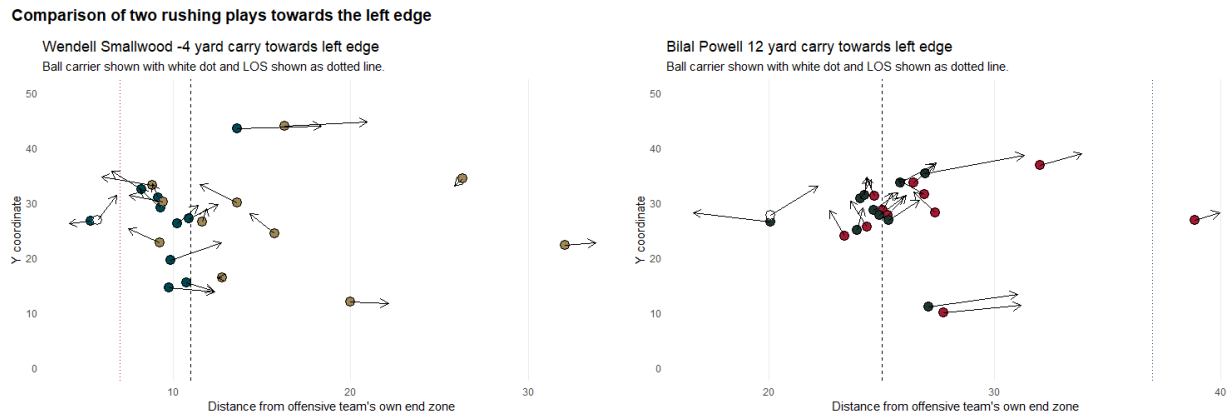 Comparison of two rushing plays towards the left edge
Wendell Smallwood -4 yard carry towards left edge
Ball carrier shown with white dot and LOS shown as dotted line.
50
40
30
20
10
0
Y coordinate
10
20
30
Distance from offensive team's own end zone
Bilal Powell 12 yard carry towards left edge
Ball carrier shown with white dot and LOS shown as dotted line.
50
40
30
20
10
0
Y coordinate
20
30
40
Distance from offensive team's own end zone